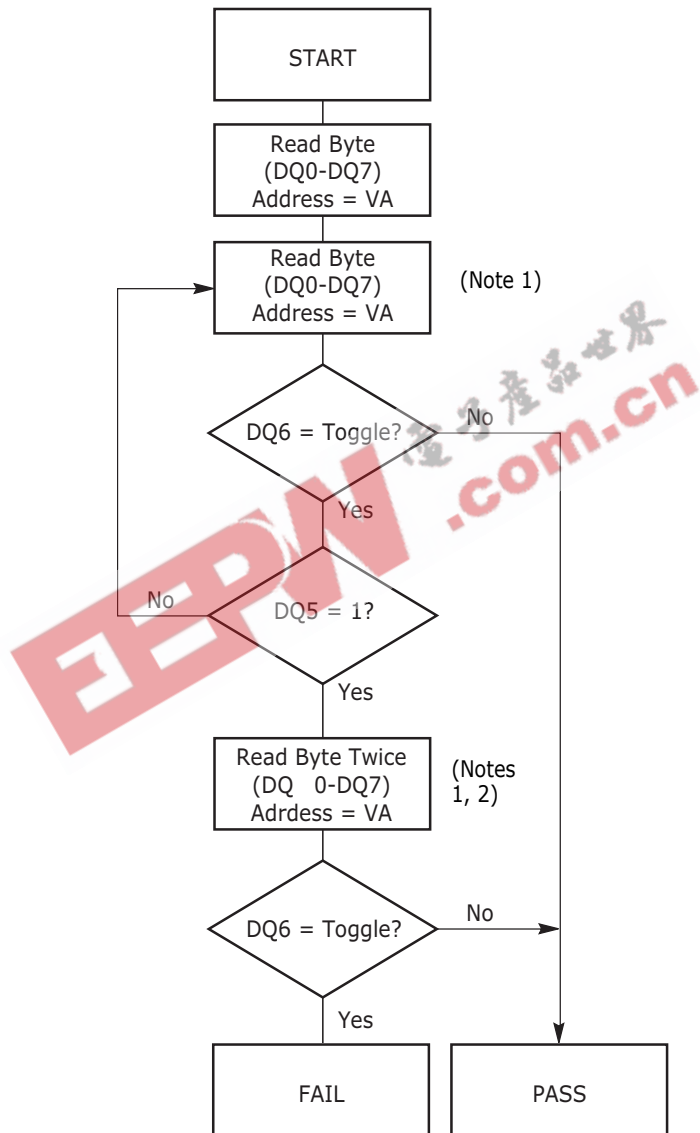 START
Read Byte
(DQ0-DQ7)
Address = VA
Read Byte
(DQ0-DQ7)
Address = VA
(Note 1)
電子產品世界
DQ6 = Toggle?
No
.com.cn
Yes
EEPW
No
DQ5 = 1?
Yes
Read Byte Twice
(DQ 0-DQ7)
Adrdess = VA
(Notes
1, 2)
DQ6 = Toggle?
No
Yes
FAIL
PASS